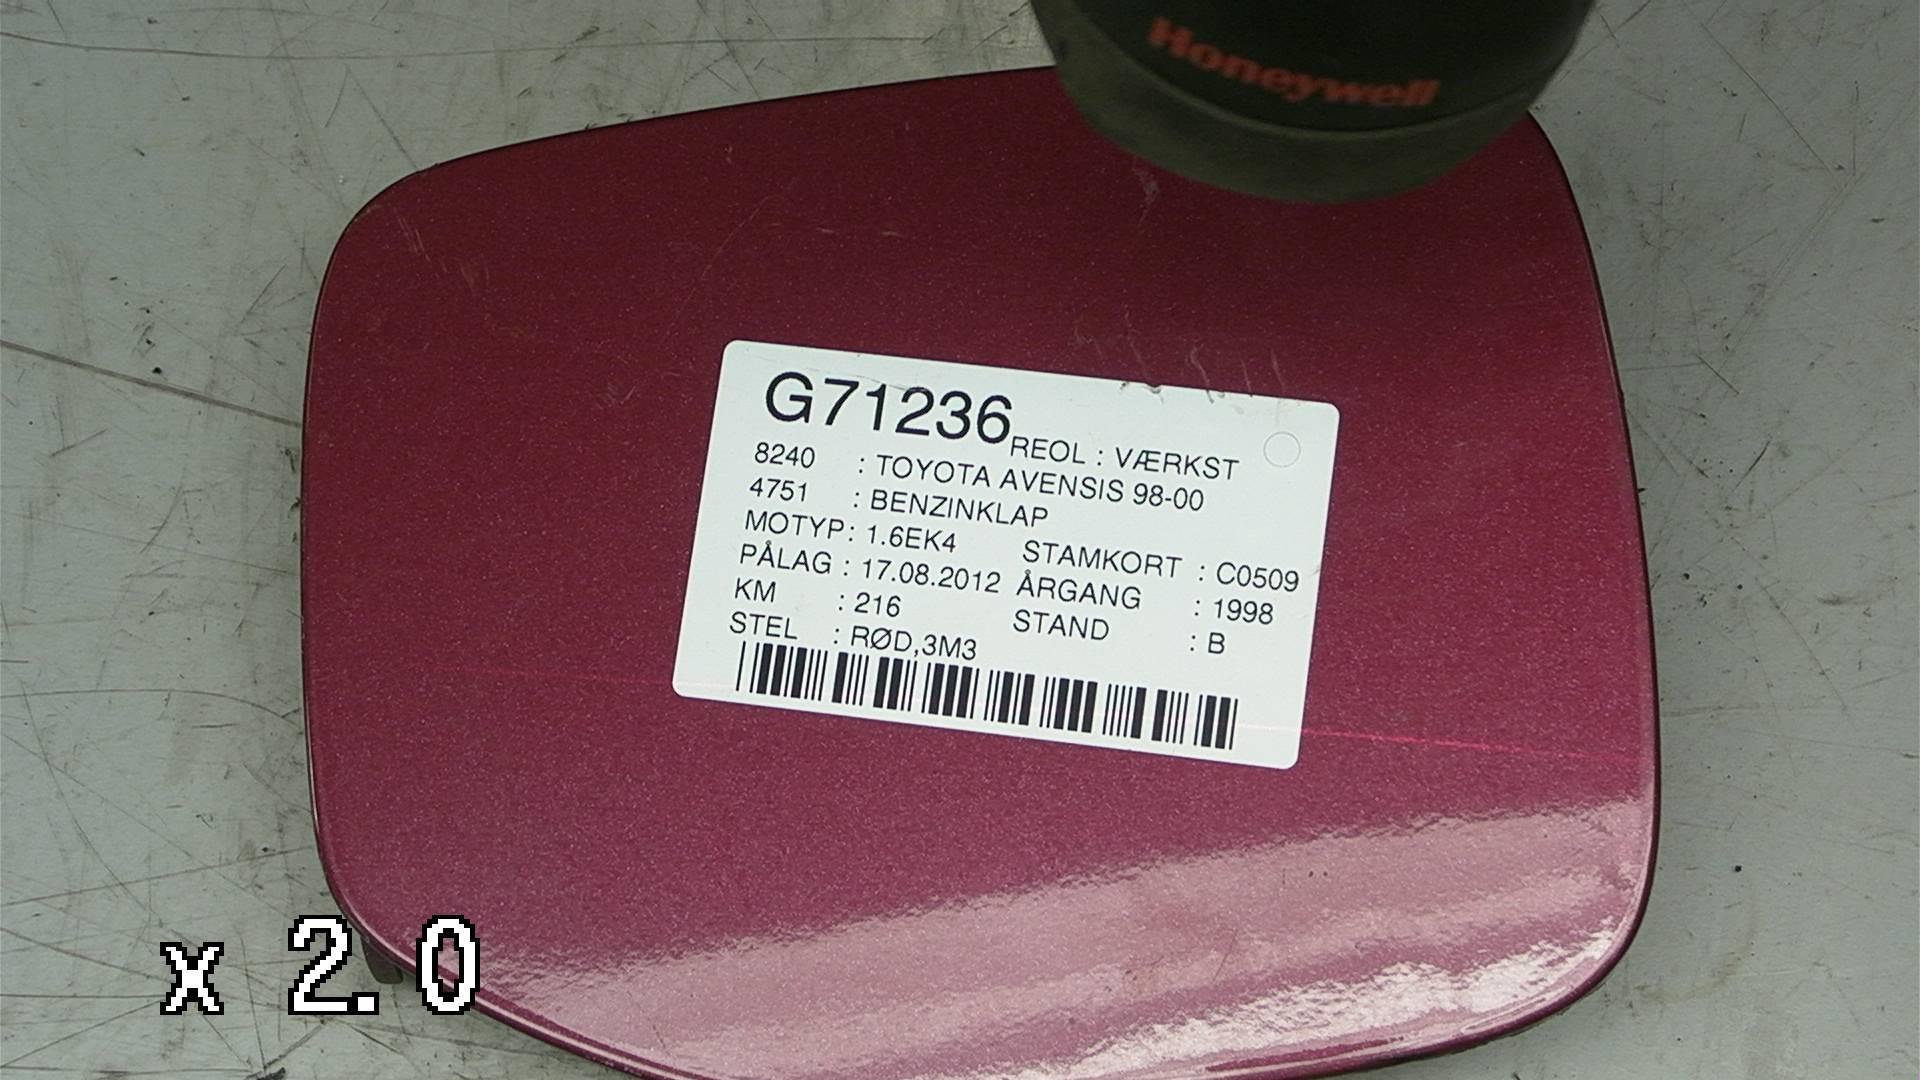 Honeywell
G71236 REOL : VÆRKST
8240 : TOYOTA AVENSIS 98-00
4751 : BENZINKLAP
MOTYP : 1.6EK4 STAMKORT : C0509
PÅLAG : 17.08.2012 ÅRGANG : 1998
KM : 216 STAND : B
STEL : RØD,3M3
x 2.0